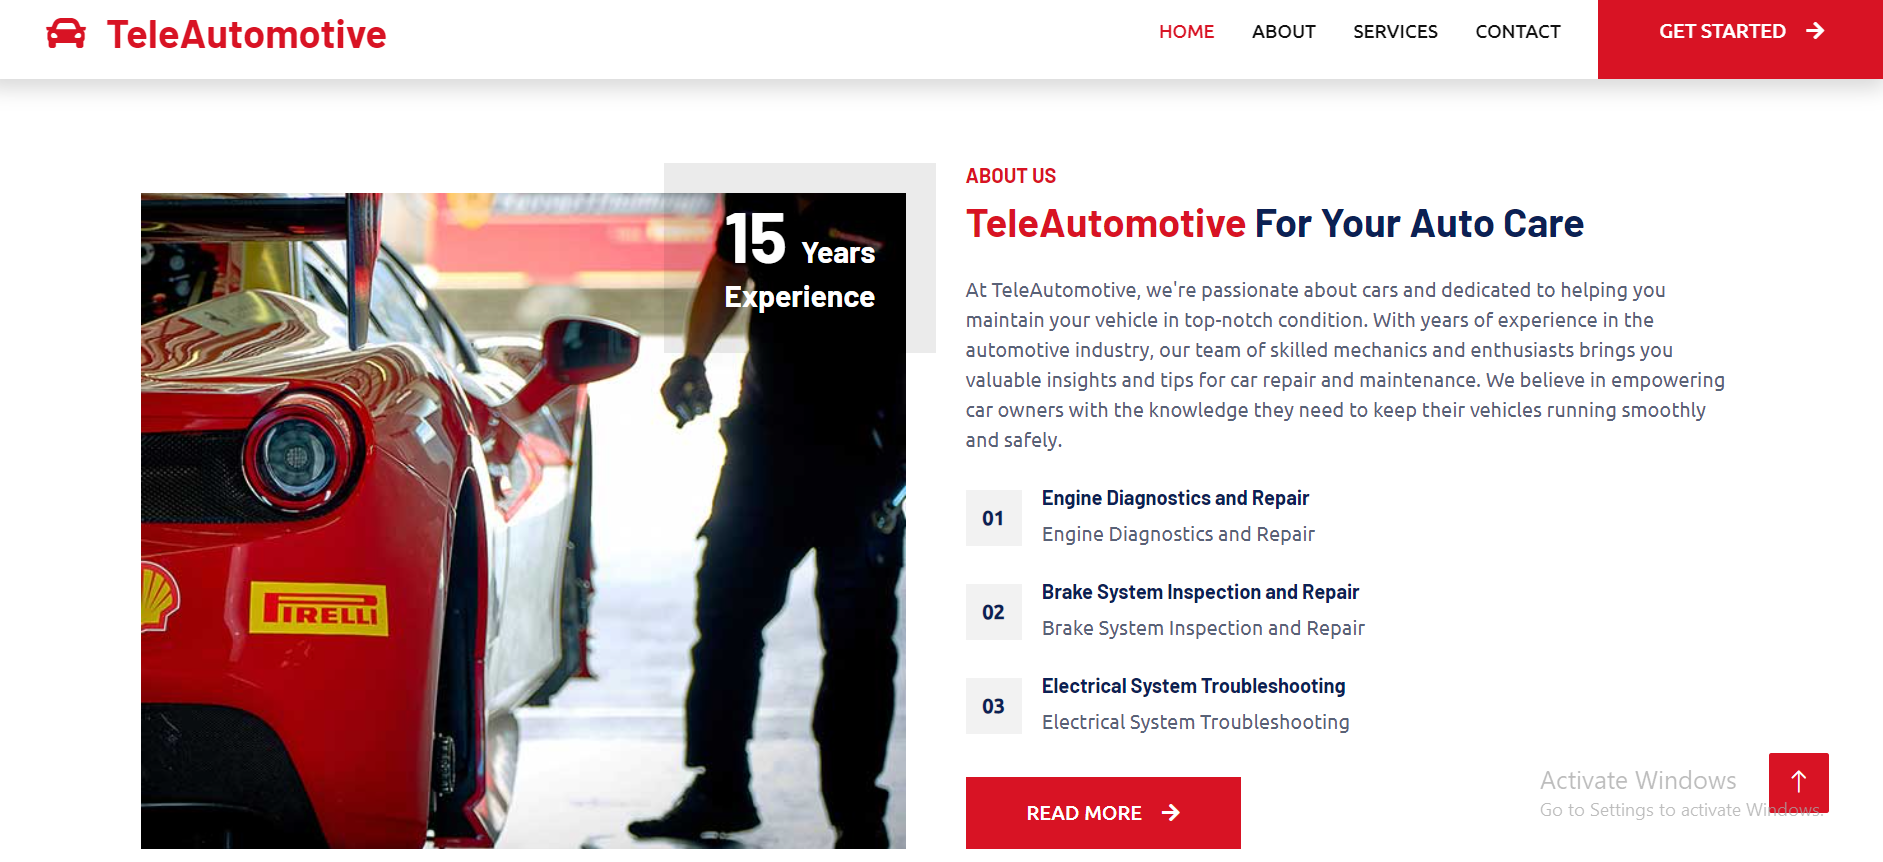 TeleAutomotive
HOME ABOUT SERVICES CONTACT GET STARTED
15 Years
Experience
PIRELLI
ABOUT US
TeleAutomotive For Your Auto Care
At TeleAutomotive, we're passionate about cars and dedicated to helping you
maintain your vehicle in top-notch condition. With years of experience in the
automotive industry, our team of skilled mechanics and enthusiasts brings you
valuable insights and tips for car repair and maintenance. We believe in empowering
car owners with the knowledge they need to keep their vehicles running smoothly
and safely.
01
Engine Diagnostics and Repair
Engine Diagnostics and Repair
02
Brake System Inspection and Repair
Brake System Inspection and Repair
03
Electrical System Troubleshooting
Electrical System Troubleshooting
READ MORE
Activate Windows
Go to Settings to activate Windows.